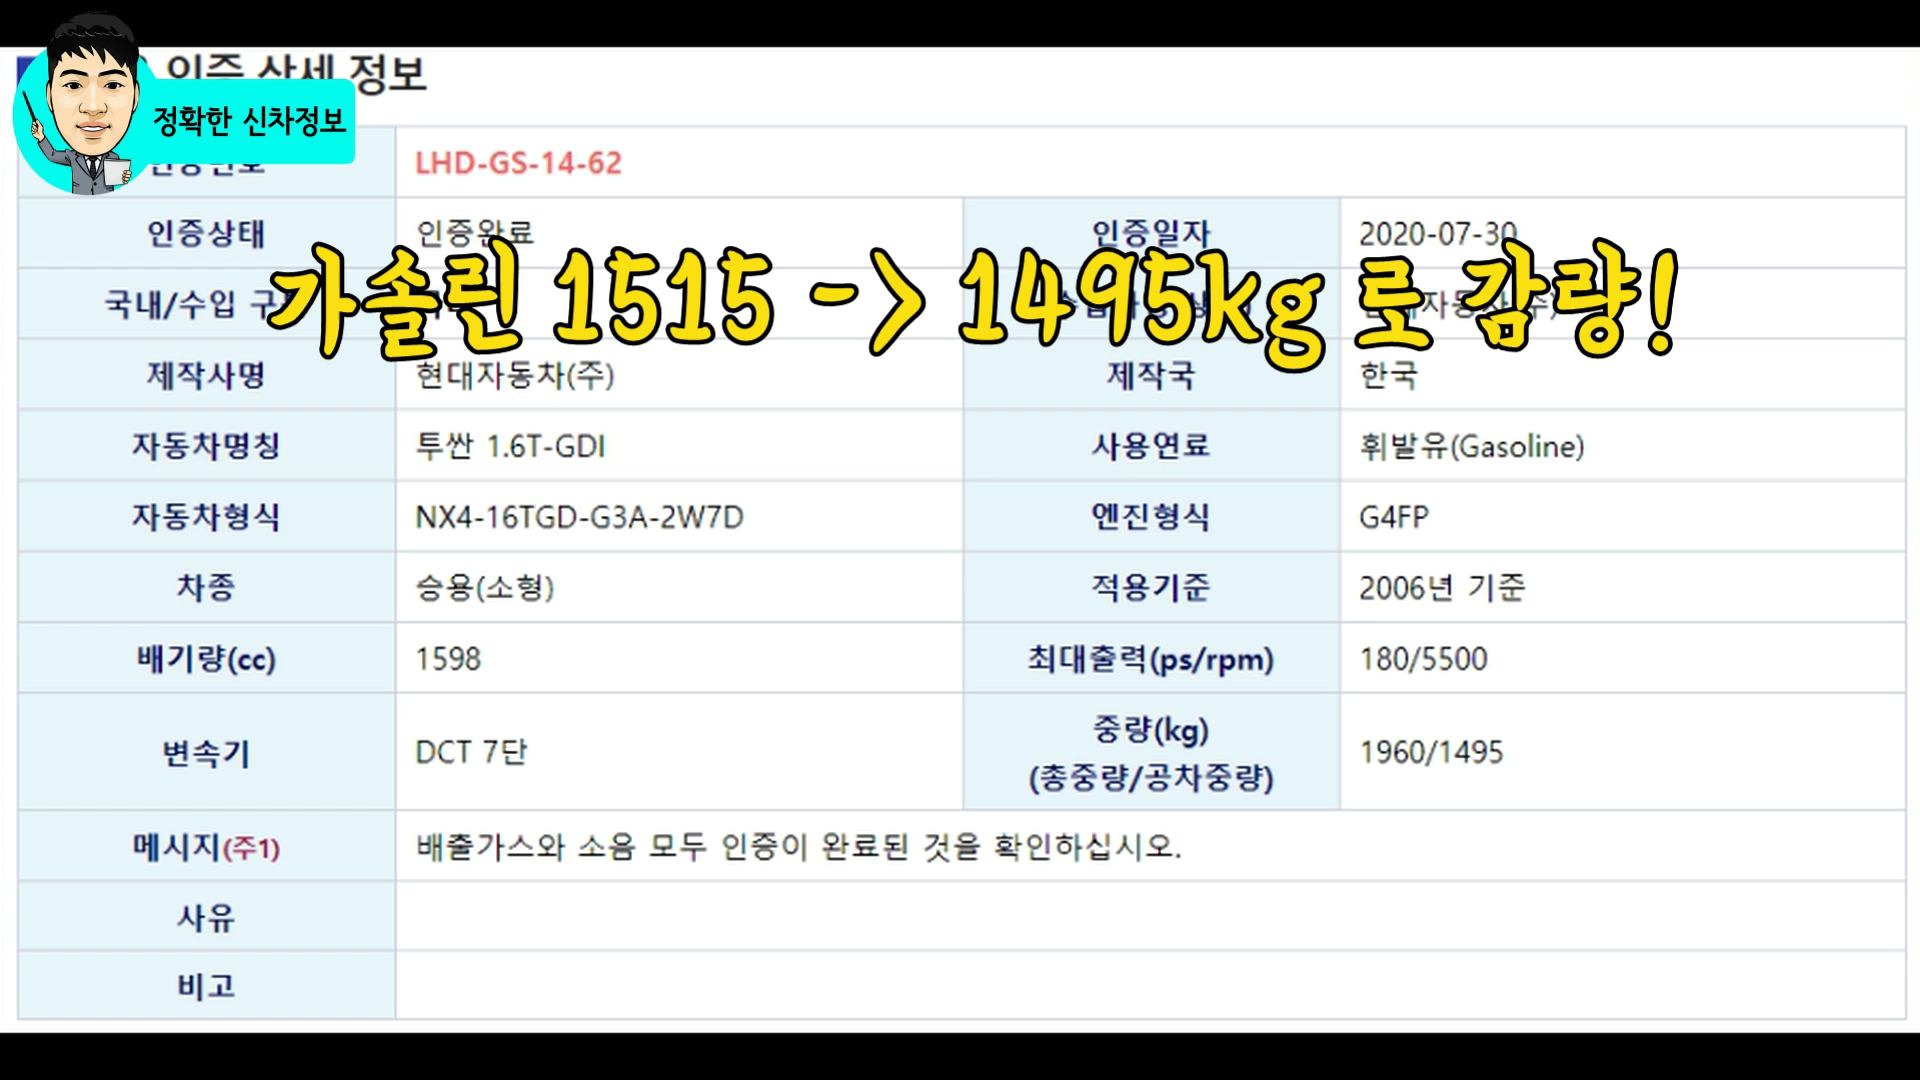 인증 상세 정보
정확한 신차정보
LHD-GS-14-62
인증상태 인증완료 인증일자 2020-07-30
가솔린 1515 -> 1495kg 로 감량!
국내/수입
제작사명 현대자동차(주) 제작국 한국
자동차명칭 투싼 1.6T-GDI 사용연료 휘발유(Gasoline)
자동차형식 NX4-16TGD-G3A-2W7D 엔진형식 G4FP
차종 승용(소형) 적용기준 2006년 기준
배기량(cc) 1598 최대출력(ps/rpm) 180/5500
변속기 DCT 7단 중량(kg) 1960/1495
(총중량/공차중량)
메시지(주1) 배출가스와 소음 모두 인증이 완료된 것을 확인하십시오.
사유
비고